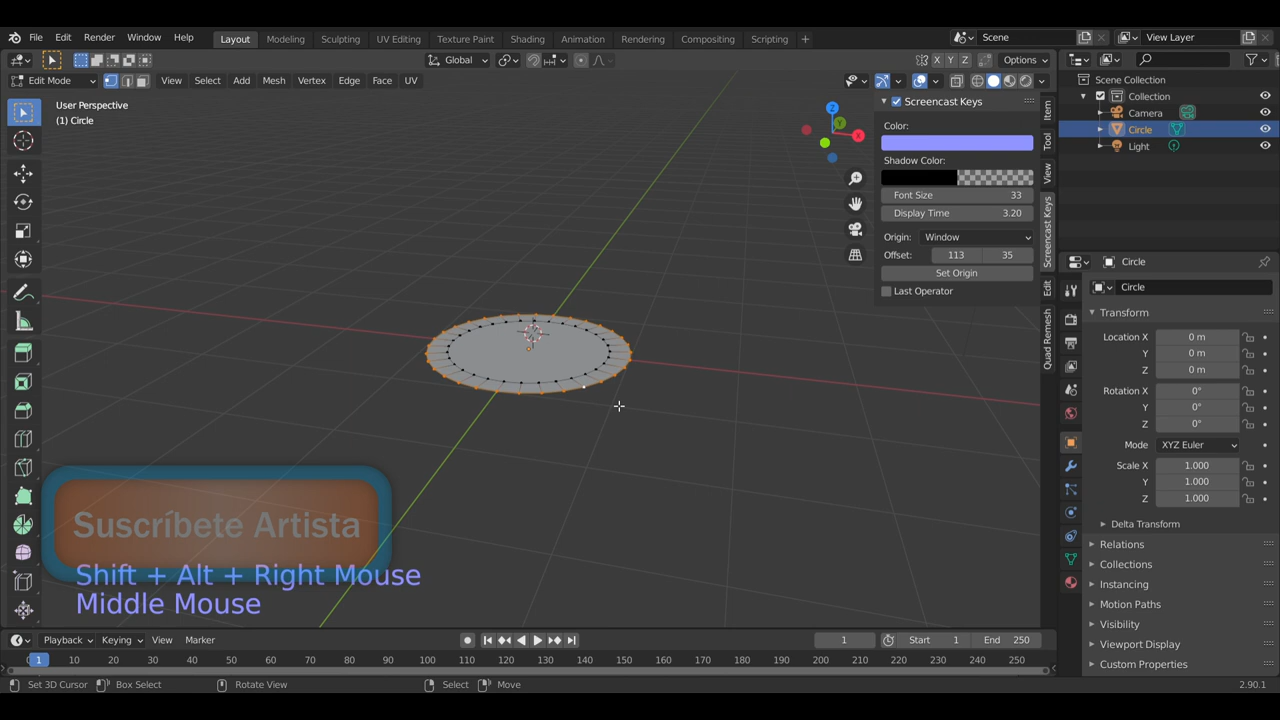 File Edit Render Window Help Layout Modeling Sculpting UV Editing Texture Paint Shading Animation Rendering Compositing Scripting + Scene View Layer
Global X Y Z Options
Edit Mode View Select Add Mesh Vertex Edge Face UV
User Perspective
(1) Circle
Z
Y
X
Screencast Keys
Color:
Shadow Color:
Font Size 33
Display Time 3.20
Origin: Window
Offset: 113 35
Set Origin
Last Operator
Item
Tool
View
Screencast Keys
Edit
Quad Remesh
Scene Collection
Collection
Camera
Circle
Light
Circle
Circle
Transform
Location X 0 m
Y 0 m
Z 0 m
Rotation X 0°
Y 0°
Z 0°
Mode XYZ Euler
Scale X 1.000
Y 1.000
Z 1.000
Delta Transform
Relations
Collections
Instancing
Motion Paths
Visibility
Viewport Display
Custom Properties
Suscríbete Artista
Shift + Alt + Right Mouse
Middle Mouse
Playback Keying View Marker 1 Start 1 End 250
0 1 10 20 30 40 50 60 70 80 90 100 110 120 130 140 150 160 170 180 190 200 210 220 230 240 250
Set 3D Cursor Box Select Rotate View Select Move 2.90.1